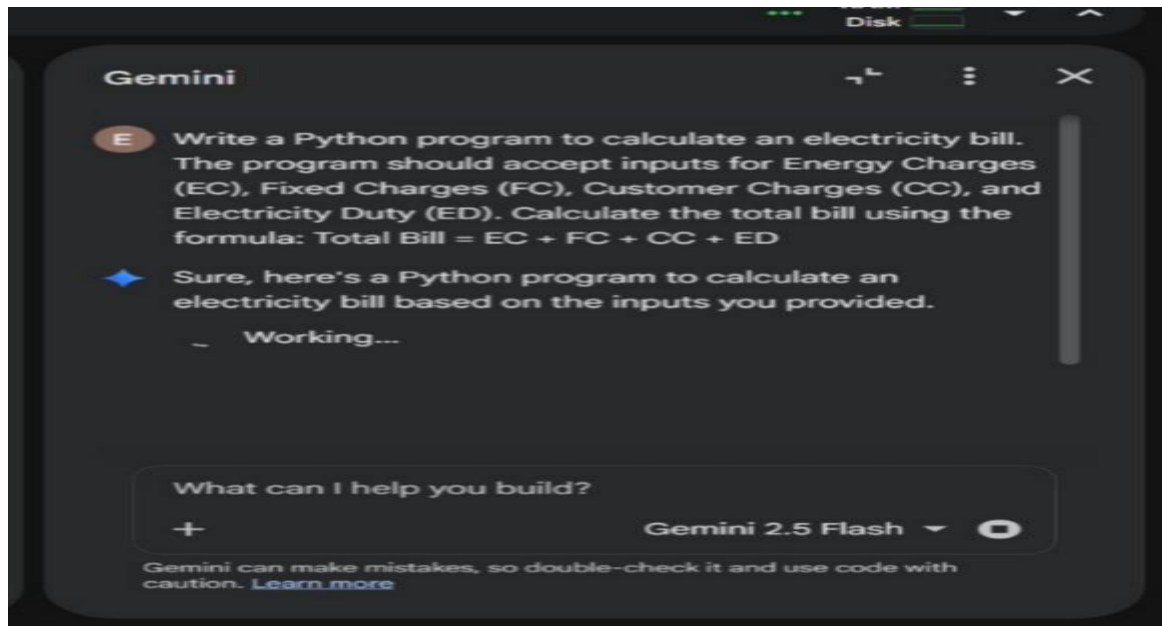 Disk
Gemini
E
Write a Python program to calculate an electricity bill.
The program should accept inputs for Energy Charges
(EC), Fixed Charges (FC), Customer Charges (CC), and
Electricity Duty (ED). Calculate the total bill using the
formula: Total Bill = EC + FC + CC + ED
Sure, here's a Python program to calculate an
electricity bill based on the inputs you provided.
Working...
What can I help you build?
Gemini 2.5 Flash
Gemini can make mistakes, so double-check it and use code with
caution. Learn more